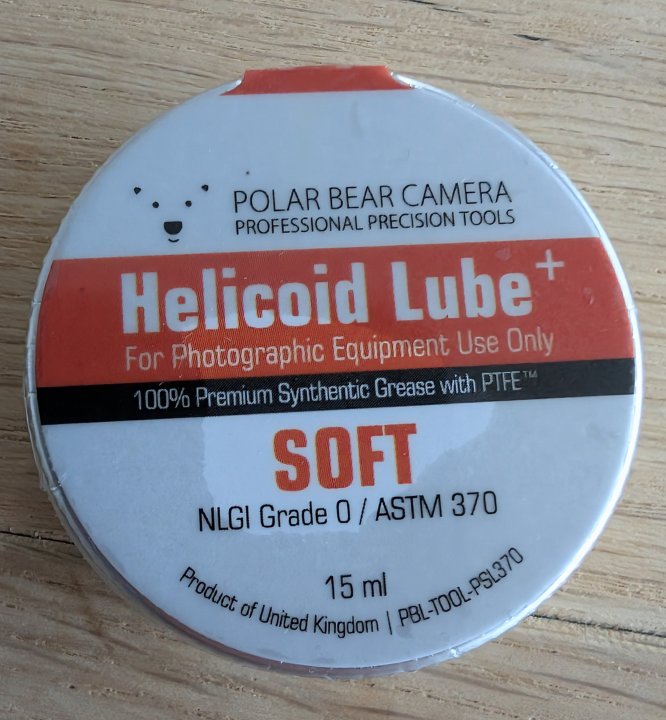 POLAR BEAR CAMERA
PROFESSIONAL PRECISION TOOLS
Helicoid Lube+
For Photographic Equipment Use Only
100% Premium Synthentic Grease with PTFE™
SOFT
NLGI Grade 0 / ASTM 370
15 ml
Product of United Kingdom | PBL-TOOL-PSL370